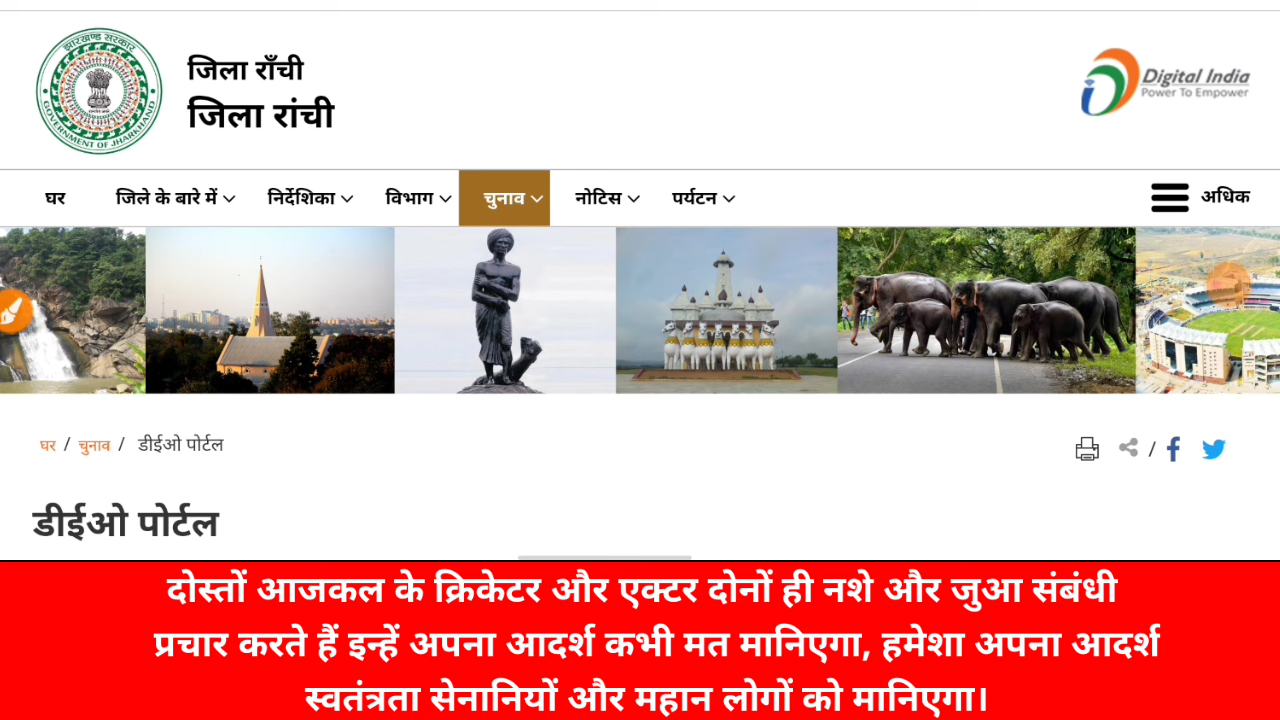 झारखण्ड सरकार
GOVERNMENT OF JHARKHAND
जिला राँची
जिला रांची
Digital India
Power To Empower
घर जिले के बारे में निर्देशिका विभाग चुनाव नोटिस पर्यटन अधिक
घर / चुनाव / डीईओ पोर्टल
/
डीईओ पोर्टल
दोस्तों आजकल के क्रिकेटर और एक्टर दोनों ही नशे और जुआ संबंधी
प्रचार करते हैं इन्हें अपना आदर्श कभी मत मानिएगा, हमेशा अपना आदर्श
स्वतंत्रता सेनानियों और महान लोगों को मानिएगा।